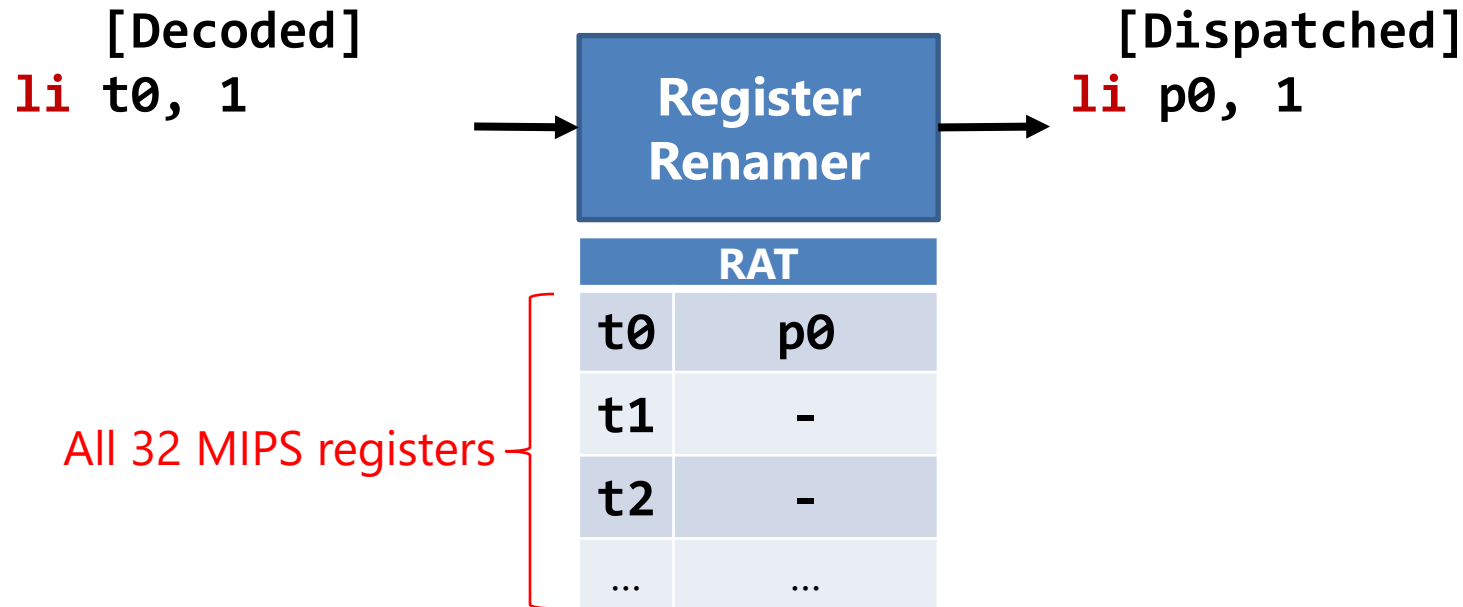 [Decoded]
li t0, 1
Register
Renamer
[Dispatched]
li p0, 1
RAT
t0 p0
t1 -
t2 -
... ...
All 32 MIPS registers